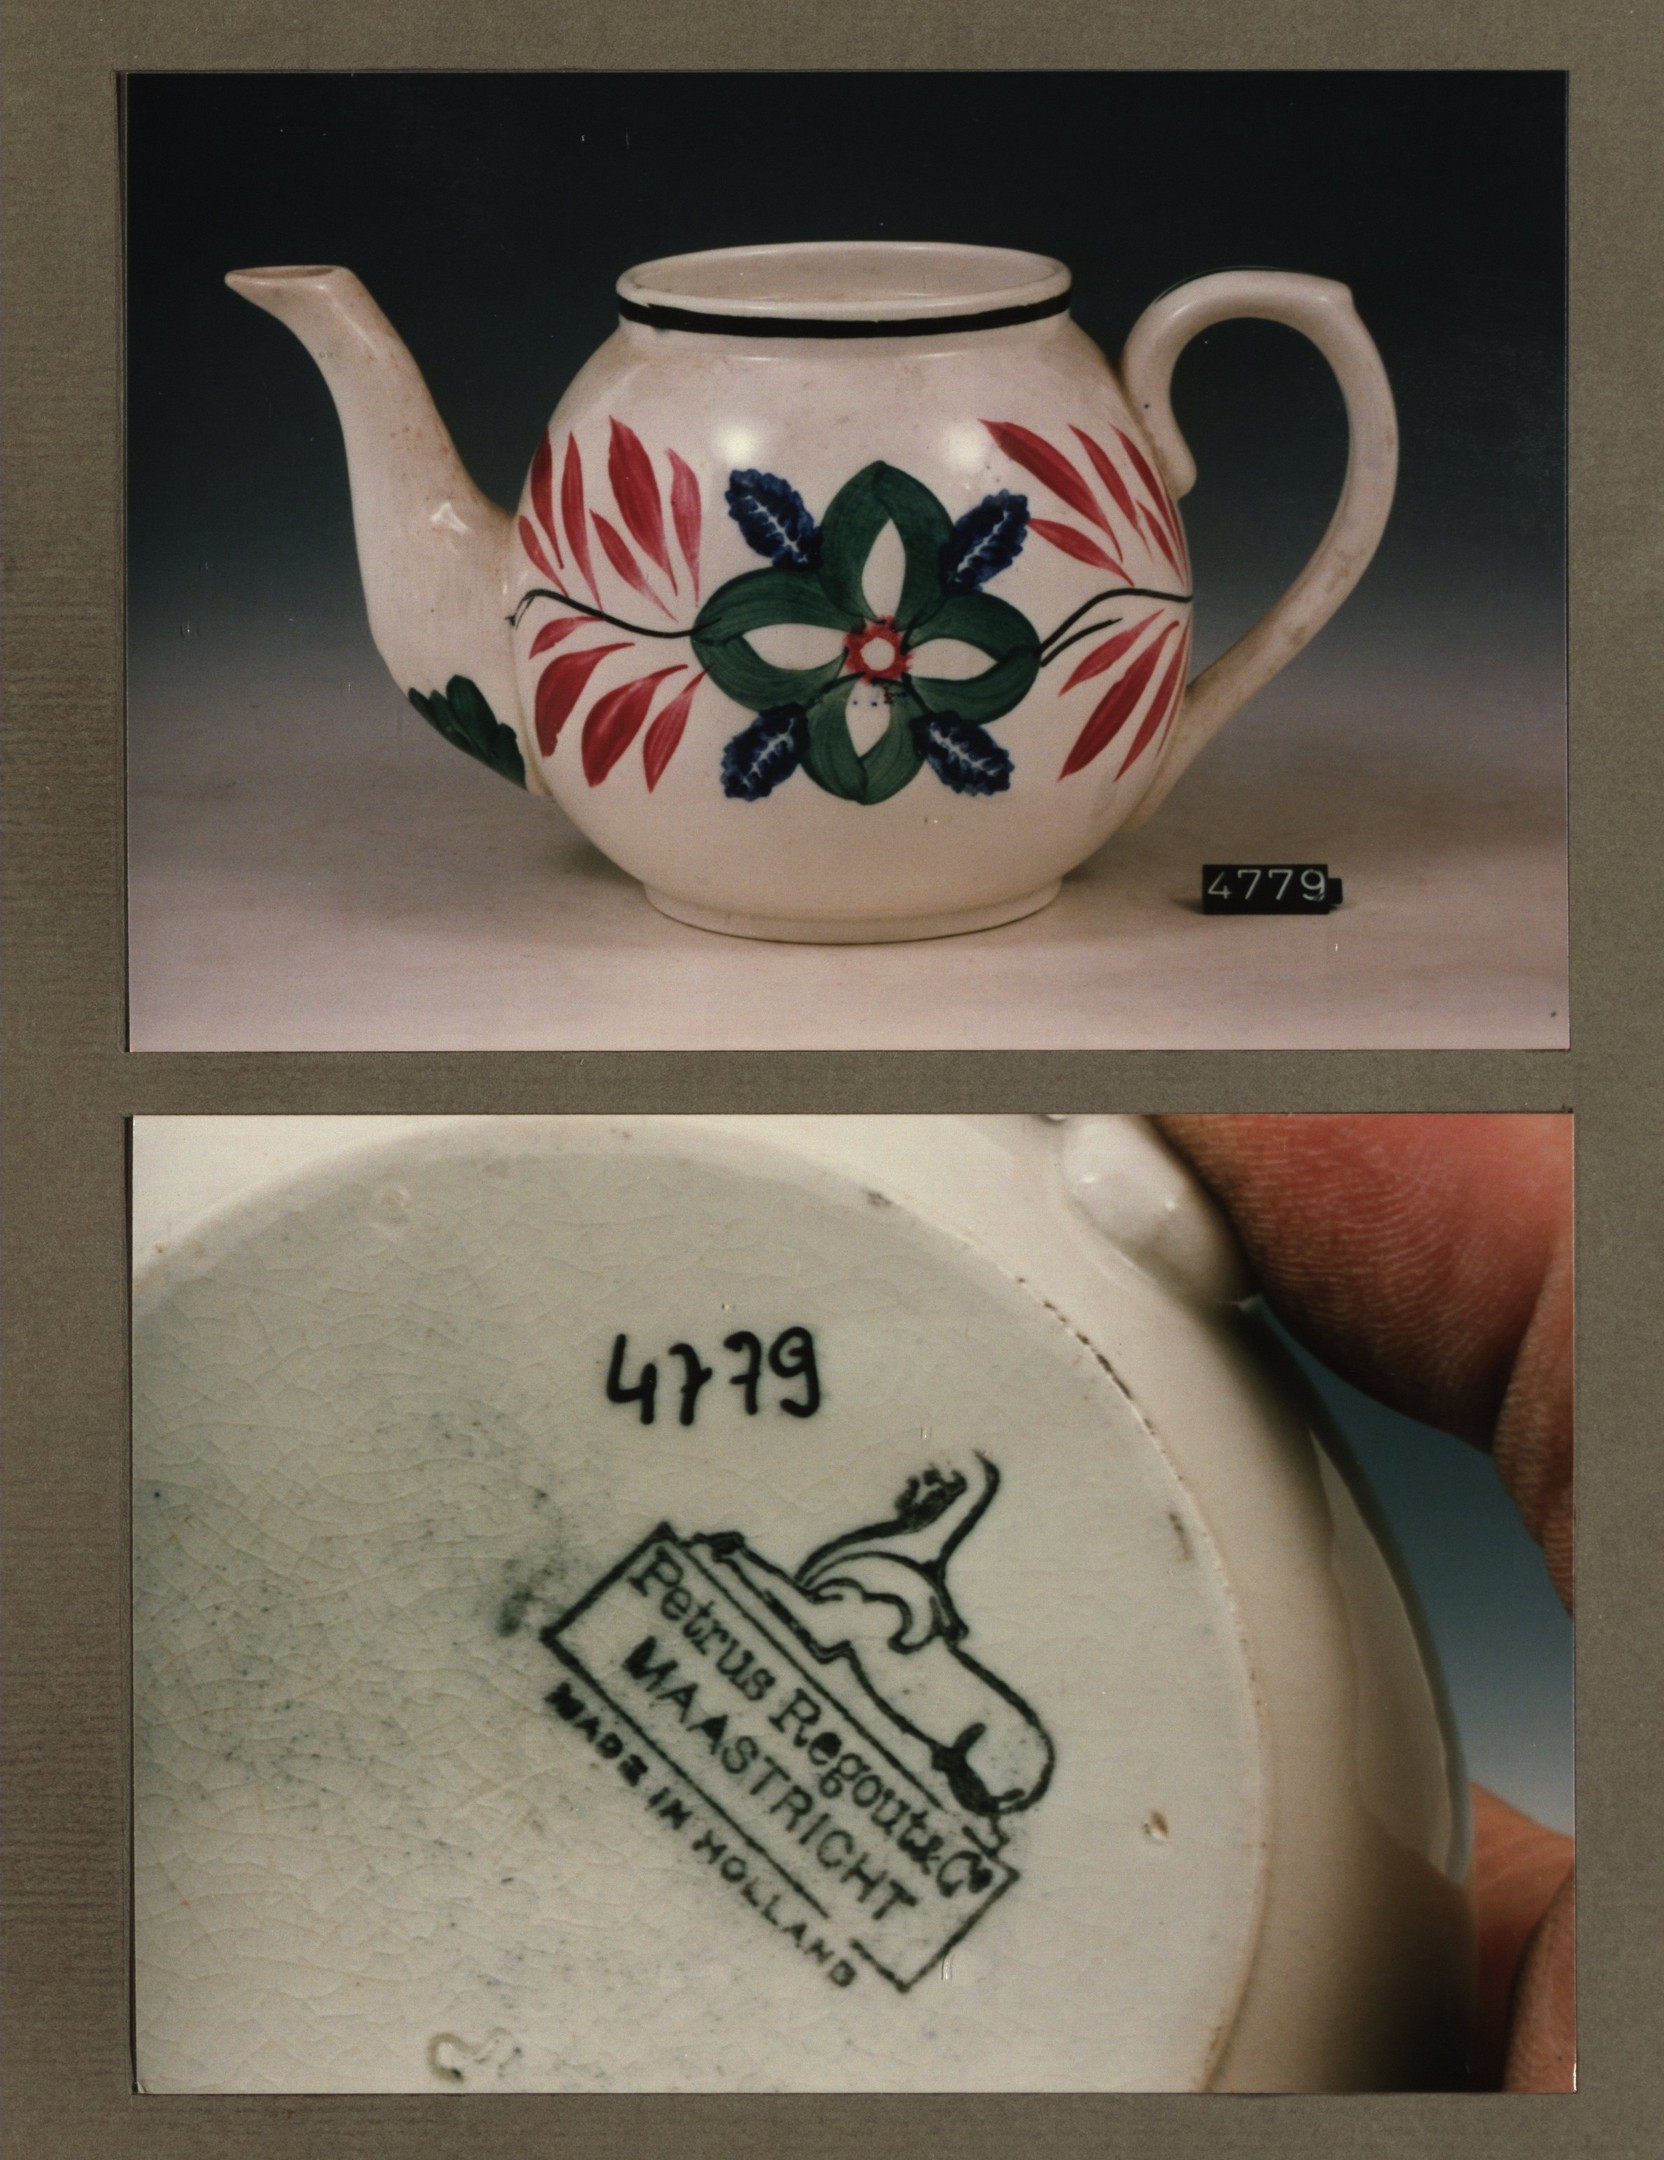 4779
4779
Petrus Regout & Co
MAASTRICHT
MADE IN HOLLAND